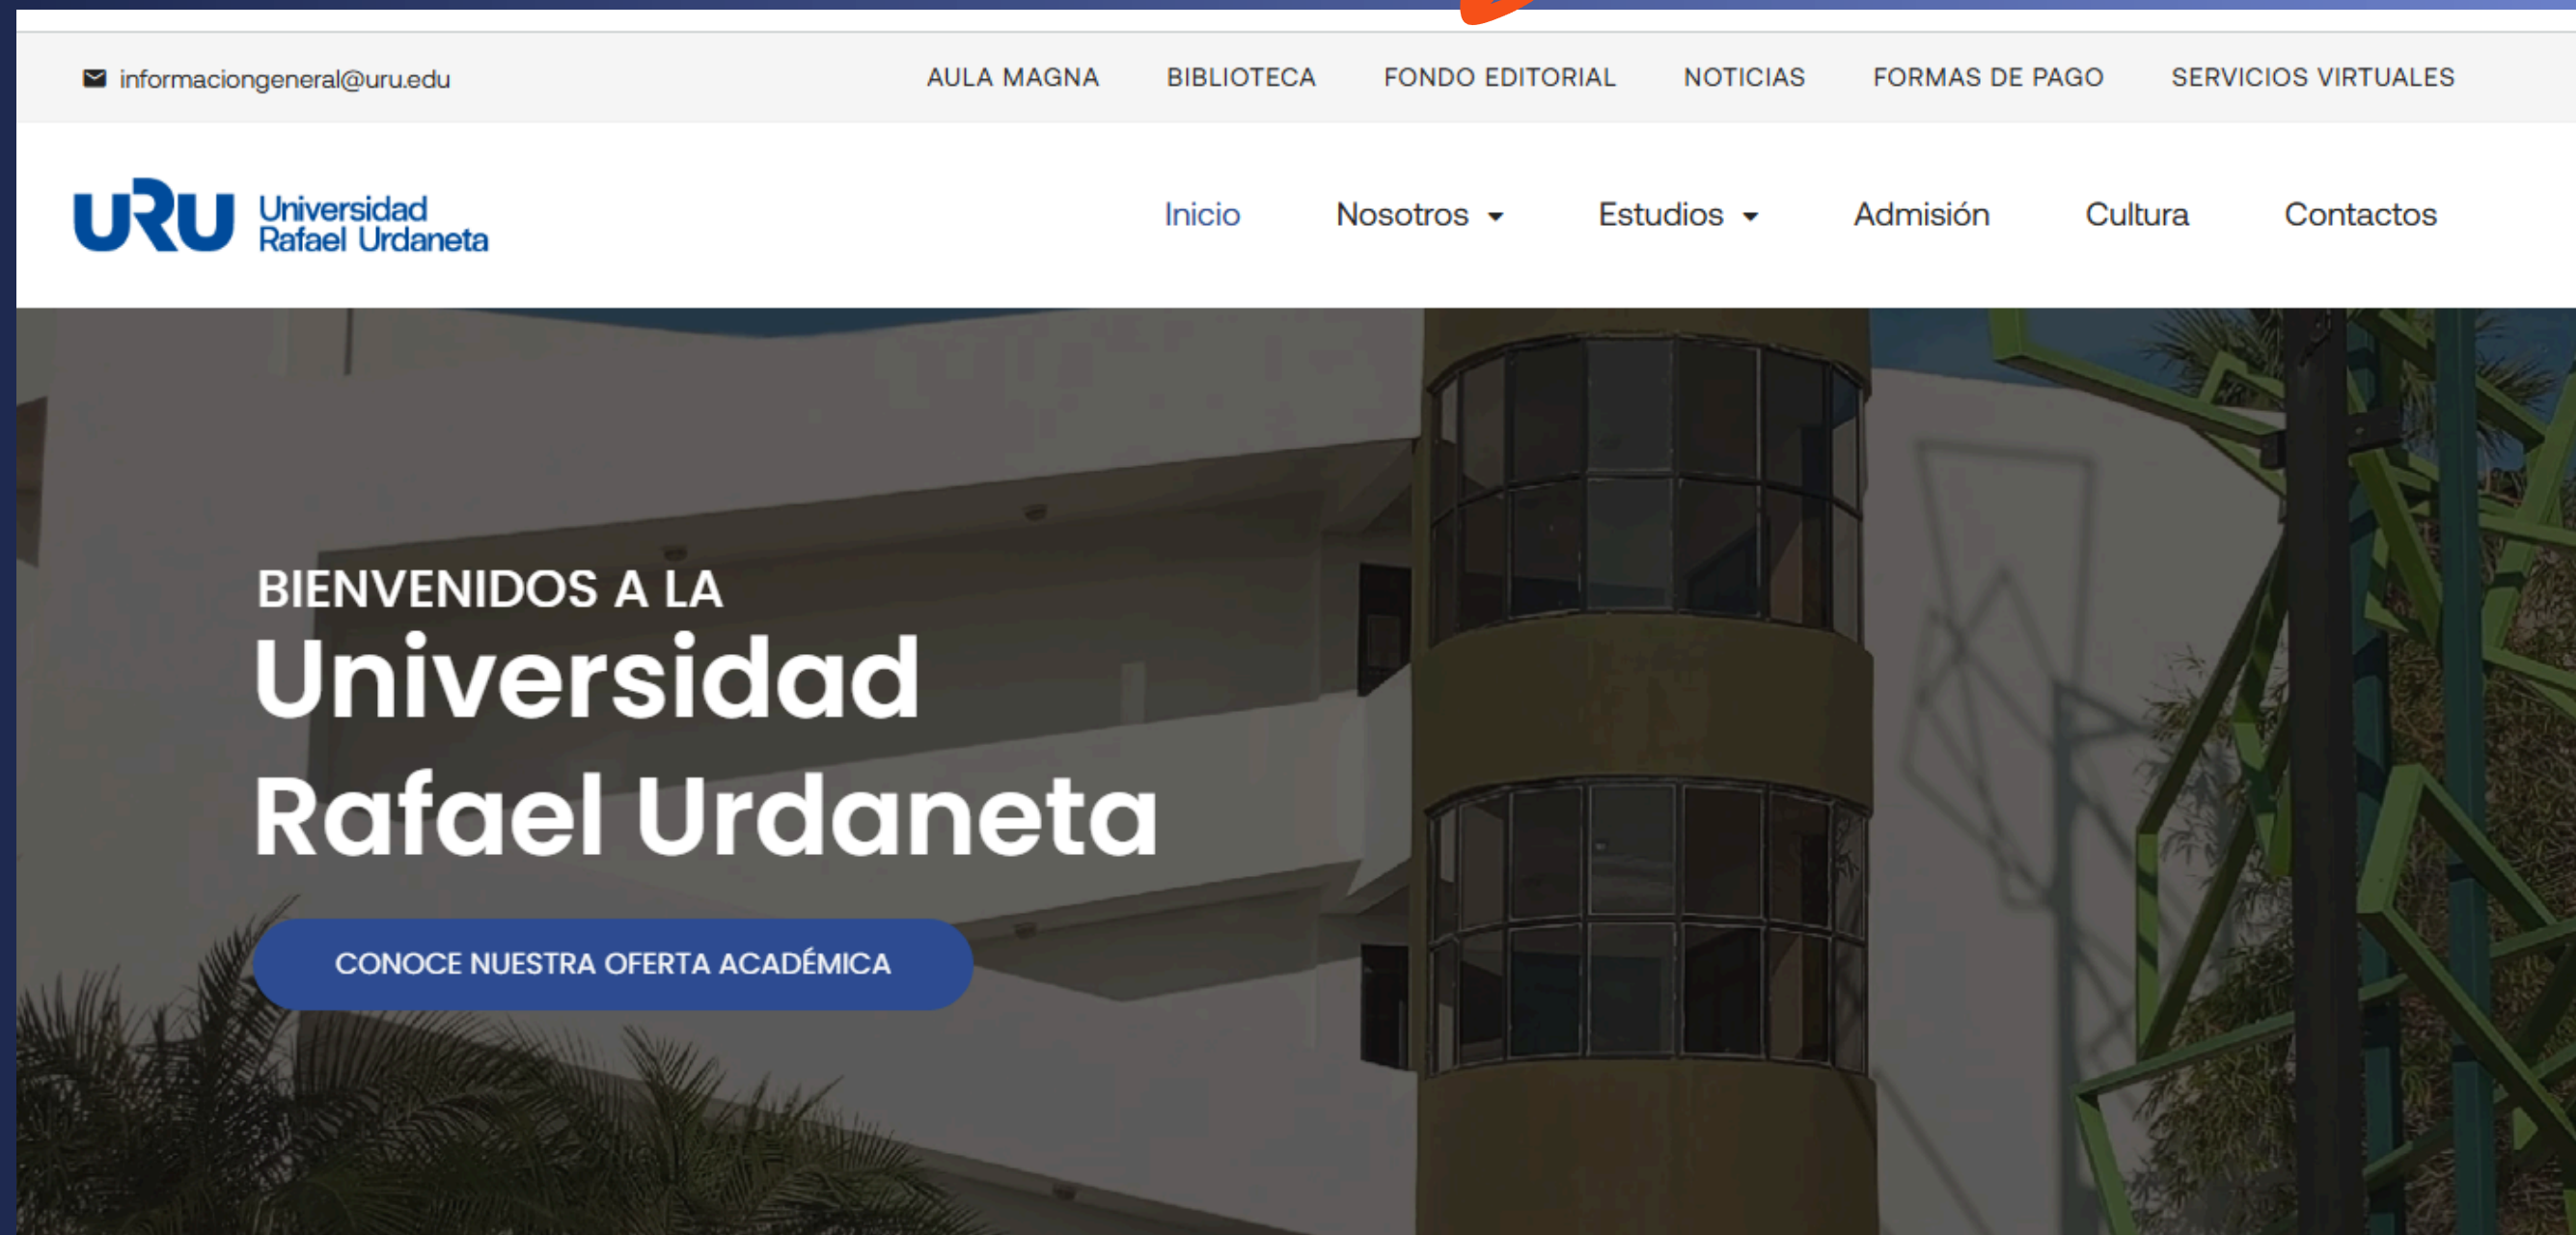 informaciongeneral@uru.edu
AULA MAGNA BIBLIOTECA FONDO EDITORIAL NOTICIAS FORMAS DE PAGO SERVICIOS VIRTUALES
URU Universidad
Rafael Urdaneta
Inicio Nosotros Estudios Admisión Cultura Contactos
BIENVENIDOS A LA
Universidad
Rafael Urdaneta
CONOCE NUESTRA OFERTA ACADÉMICA